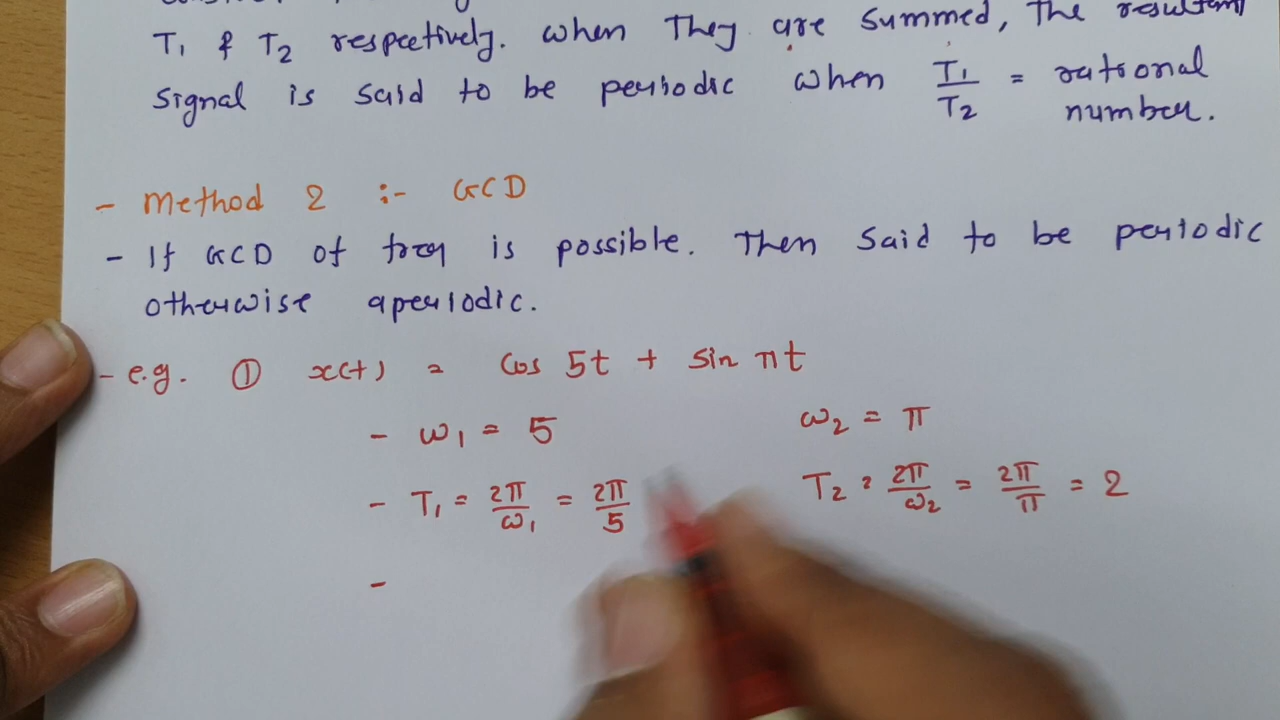 T₁ & T₂ respectively. when They are summed, The resultant
signal is said to be periodic when T₁/T₂ = rational number.
- Method 2 :- GCD
- If GCD of freq is possible. Then said to be periodic
otherwise aperiodic.
- e.g. ① x(t) = cos 5t + sin πt
- ω₁ = 5 ω₂ = π
- T₁ = 2π/ω₁ = 2π/5 T₂ = 2π/ω₂ = 2π/π = 2
-